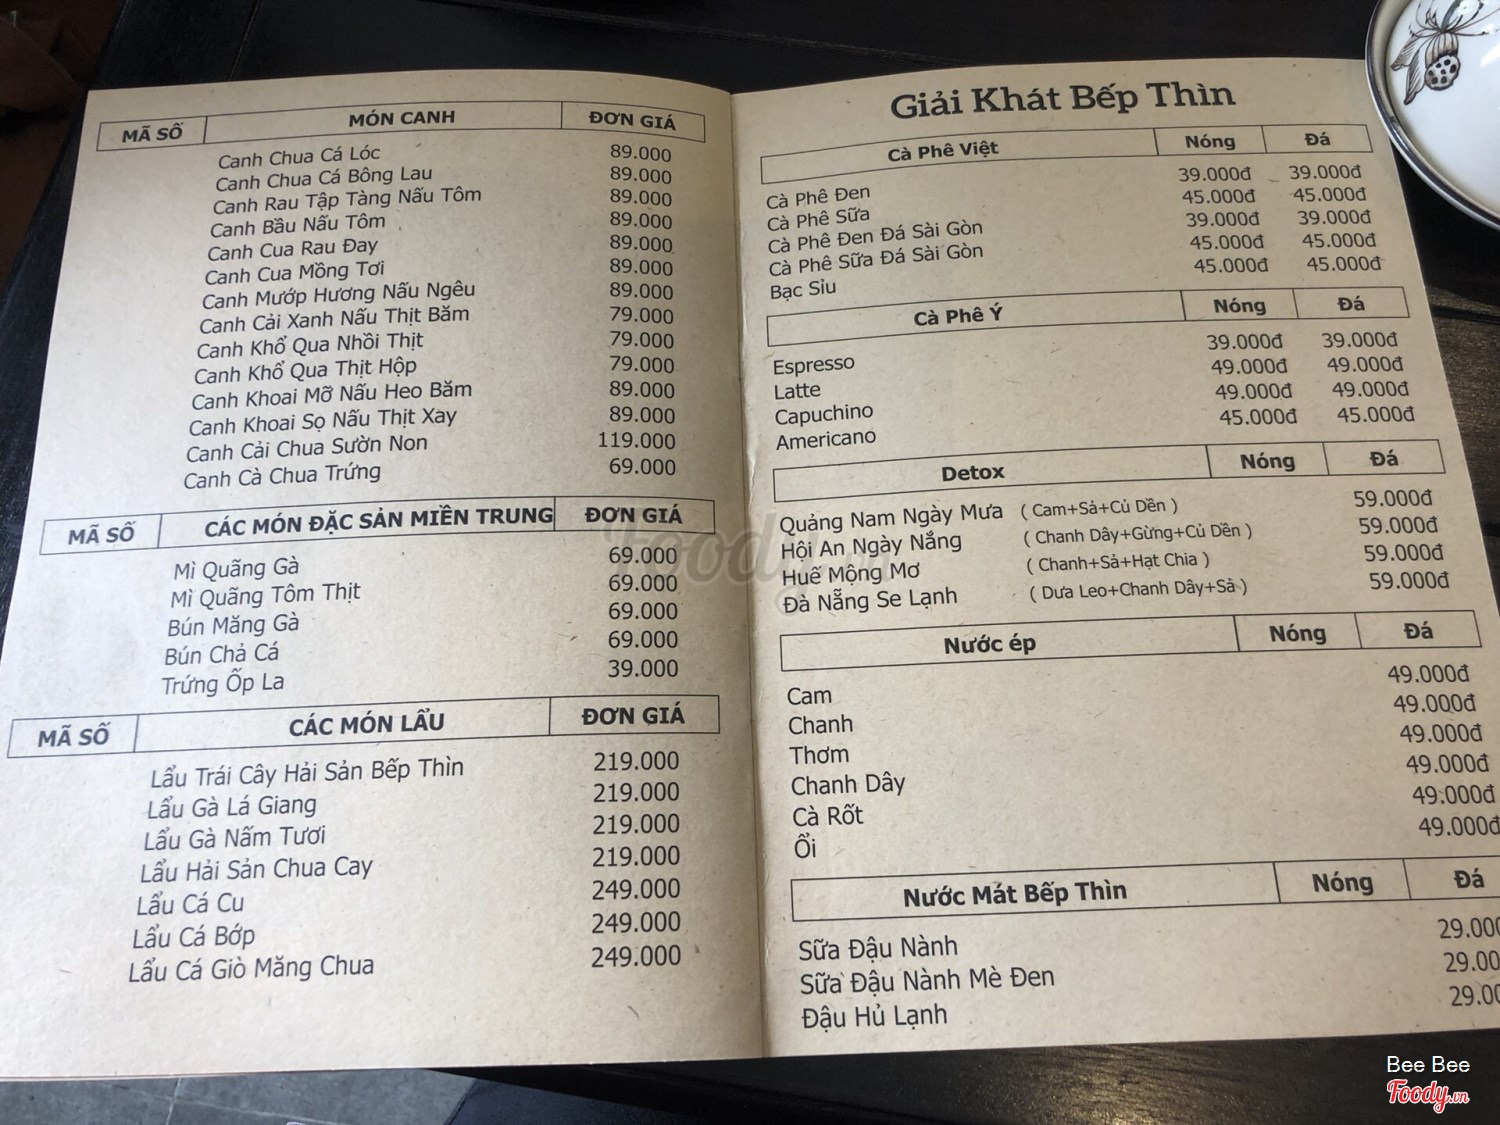 MÃ SỐ MÓN CANH ĐƠN GIÁ
Canh Chua Cá Lóc 89.000
Canh Chua Cá Bông Lau 89.000
Canh Rau Tập Tàng Nấu Tôm 89.000
Canh Bầu Nấu Tôm 89.000
Canh Cua Rau Đay 89.000
Canh Cua Mồng Tơi 89.000
Canh Mướp Hương Nấu Ngêu 89.000
Canh Cải Xanh Nấu Thịt Băm 79.000
Canh Khổ Qua Nhồi Thịt 79.000
Canh Khổ Qua Thịt Hộp 79.000
Canh Khoai Mỡ Nấu Heo Băm 89.000
Canh Khoai Sọ Nấu Thịt Xay 89.000
Canh Cải Chua Sườn Non 119.000
Canh Cà Chua Trứng 69.000
MÃ SỐ CÁC MÓN ĐẶC SẢN MIỀN TRUNG ĐƠN GIÁ
Mì Quãng Gà 69.000
Mì Quãng Tôm Thịt 69.000
Bún Măng Gà 69.000
Bún Chả Cá 69.000
Trứng Ốp La 39.000
MÃ SỐ CÁC MÓN LẨU ĐƠN GIÁ
Lẩu Trái Cây Hải Sản Bếp Thìn 219.000
Lẩu Gà Lá Giang 219.000
Lẩu Gà Nấm Tươi 219.000
Lẩu Hải Sản Chua Cay 219.000
Lẩu Cá Cu 249.000
Lẩu Cá Bớp 249.000
Lẩu Cá Giò Măng Chua 249.000
Giải Khát Bếp Thìn
Cà Phê Việt Nóng Đá
Cà Phê Đen 39.000đ 39.000đ
Cà Phê Sữa 45.000đ 45.000đ
Cà Phê Đen Đá Sài Gòn 39.000đ 39.000đ
Cà Phê Sữa Đá Sài Gòn 45.000đ 45.000đ
Bạc Sỉu 45.000đ 45.000đ
Cà Phê Ý Nóng Đá
Espresso 39.000đ 39.000đ
Latte 49.000đ 49.000đ
Capuchino 49.000đ 49.000đ
Americano 45.000đ 45.000đ
Detox Nóng Đá
Quảng Nam Ngày Mưa ( Cam+Sả+Củ Dền ) 59.000đ
Hội An Ngày Nắng ( Chanh Dây+Gừng+Củ Dền ) 59.000đ
Huế Mộng Mơ ( Chanh+Sả+Hạt Chia ) 59.000đ
Đà Nẵng Se Lạnh ( Dưa Leo+Chanh Dây+Sả ) 59.000đ
Nước ép Nóng Đá
Cam 49.000đ
Chanh 49.000đ
Thơm 49.000đ
Chanh Dây 49.000đ
Cà Rốt 49.000đ
Ổi 49.000đ
Nước Mát Bếp Thìn Nóng Đá
Sữa Đậu Nành 29.000
Sữa Đậu Nành Mè Đen 29.00
Đậu Hủ Lạnh 29.00
Foody.vn
Bee Bee
Foody.vn